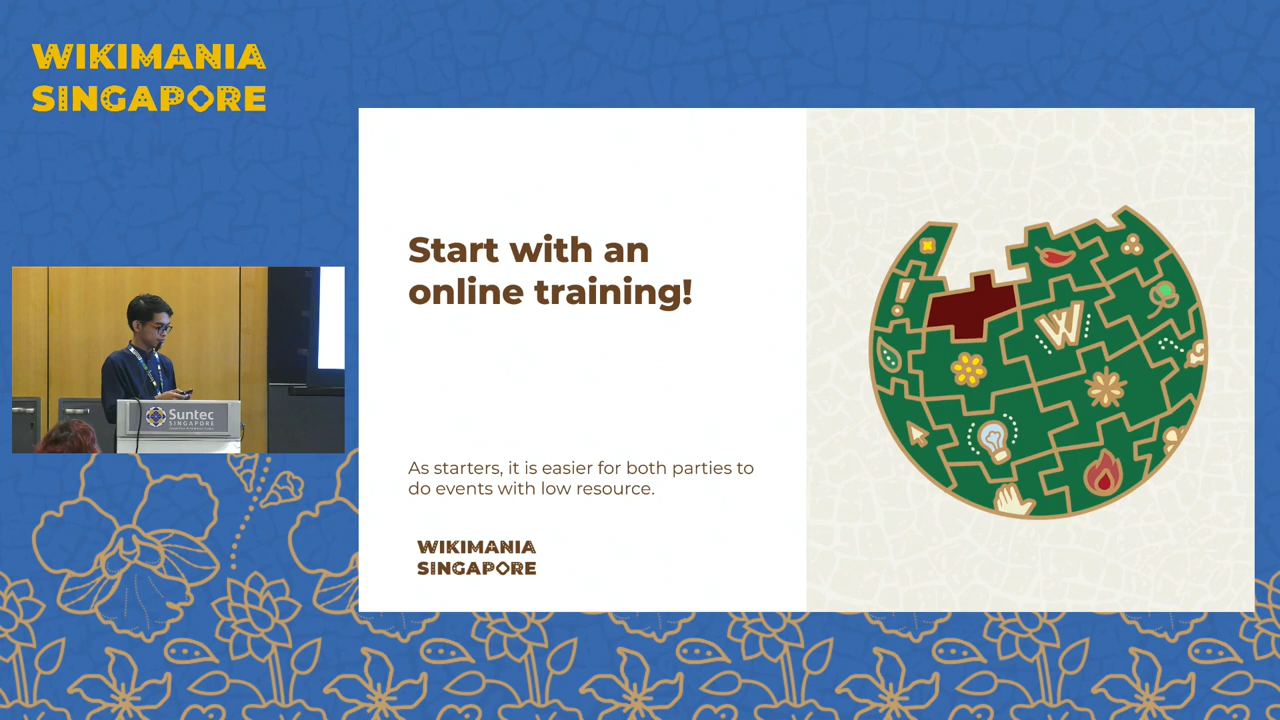 WIKIMANIA
SINGAPORE
Start with an
online training!
As starters, it is easier for both parties to
do events with low resource.
WIKIMANIA
SINGAPORE
W
Suntec
SINGAPORE